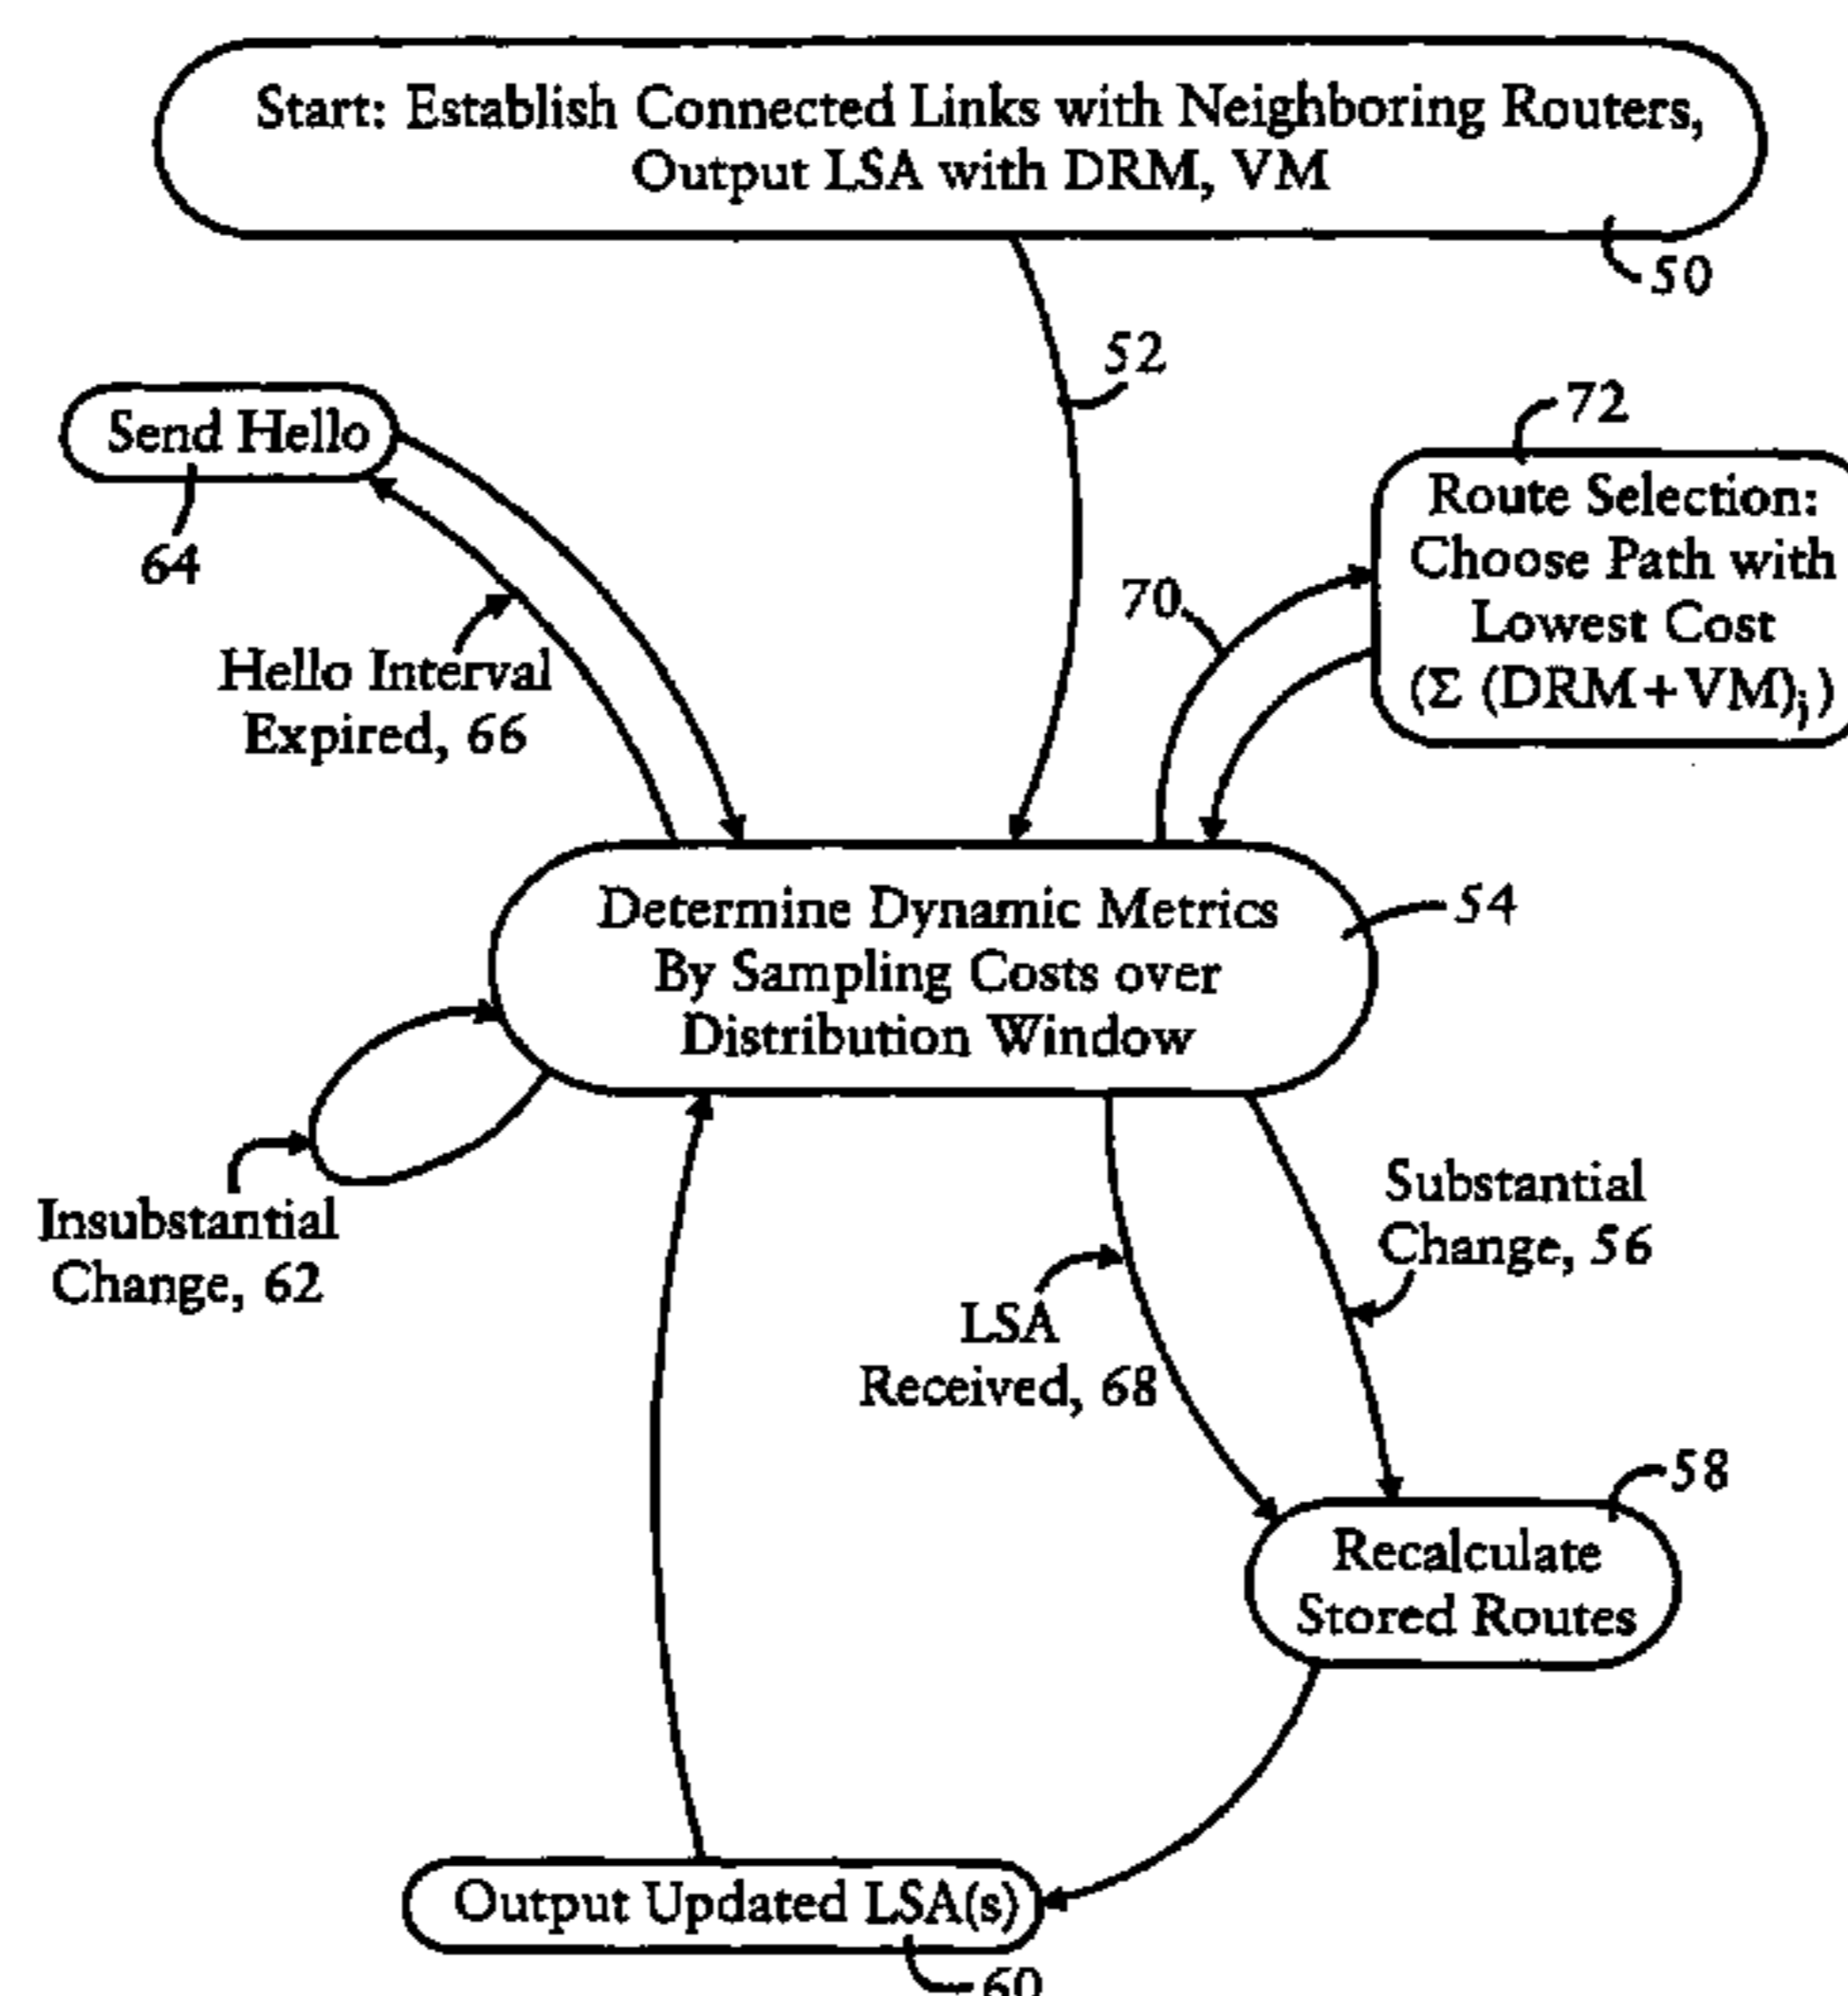 Start: Establish Connected Links with Neighboring Routers,
Output LSA with DRM, VM
50
52
Send Hello
64
72
Route Selection:
Choose Path with
Lowest Cost
(Σ (DRM+VM)j)
70
Hello Interval
Expired, 66
Determine Dynamic Metrics
By Sampling Costs over
Distribution Window
54
Insubstantial
Change, 62
Substantial
Change, 56
LSA
Received, 68
58
Recalculate
Stored Routes
Output Updated LSA(s)
60